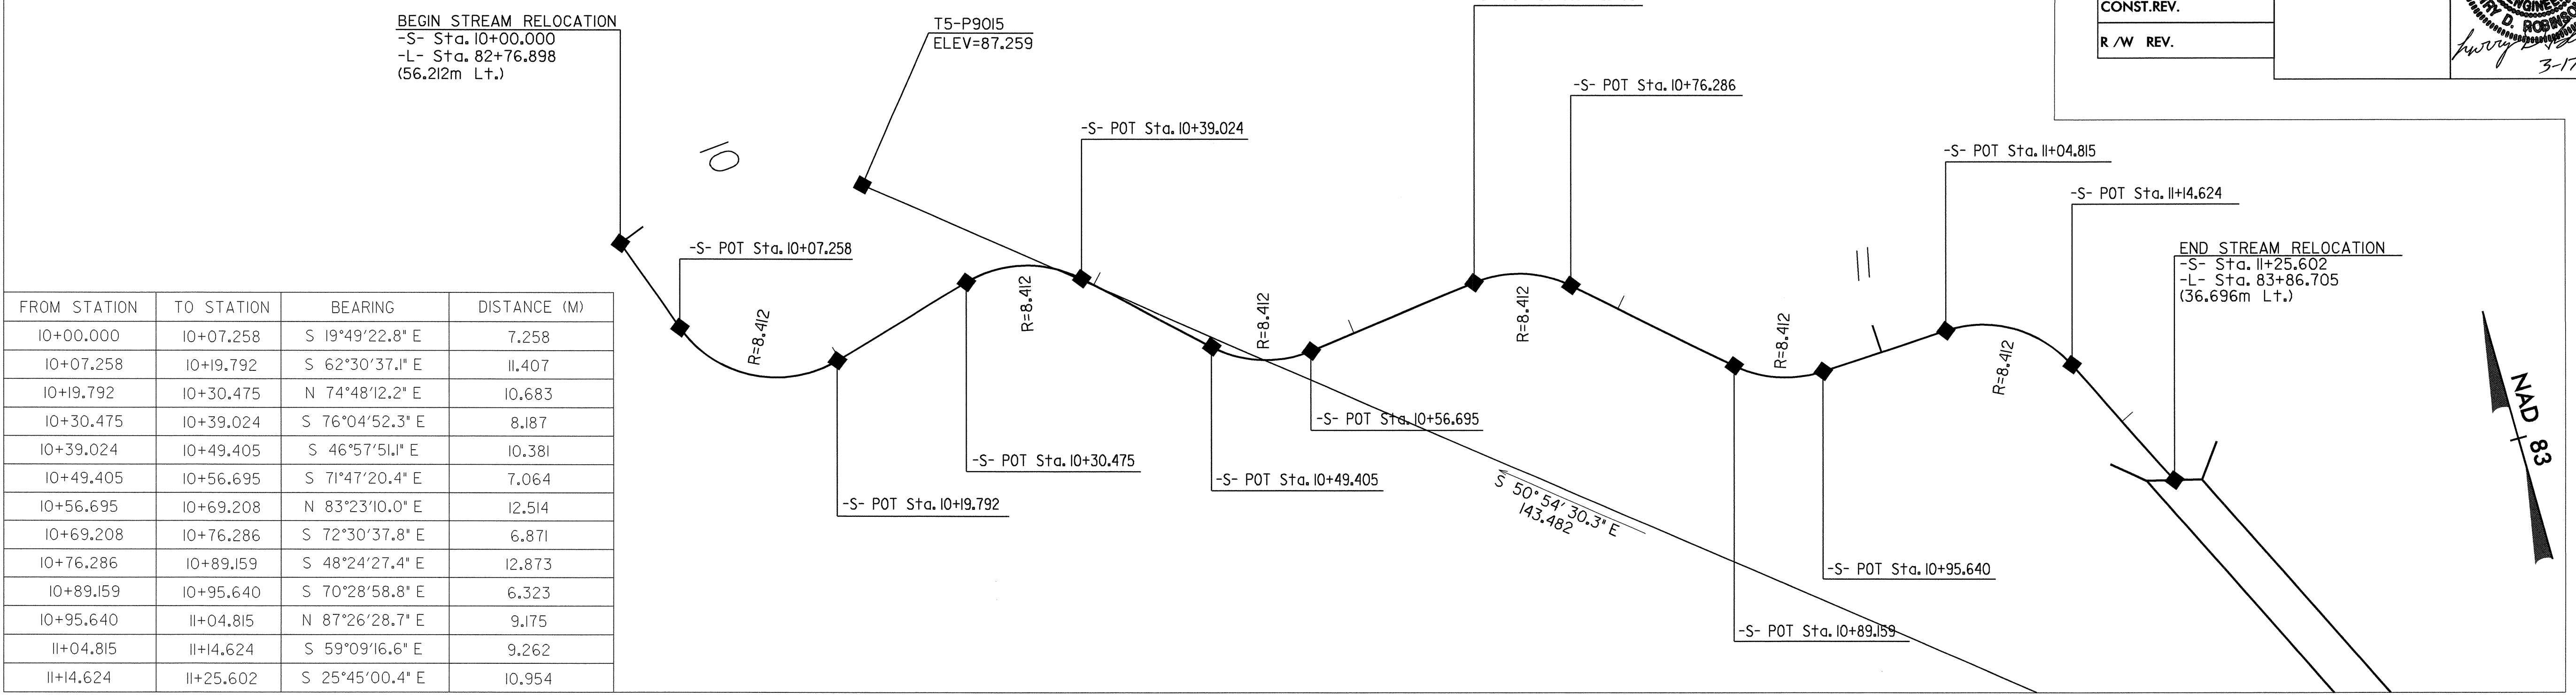 BEGIN STREAM RELOCATION
-S- Sta. 10+00.000
-L- Sta. 82+76.898
(56.212m Lt.)
T5-P9015
ELEV=87.259
CONST.REV.
R /W REV.
ENGINEE
RRY D. ROBINSO
3-17
10
-S- POT Sta. 10+39.024
-S- POT Sta. 10+76.286
-S- POT Sta. 11+04.815
-S- POT Sta. 11+14.624
-S- POT Sta. 10+07.258
11
END STREAM RELOCATION
-S- Sta. 11+25.602
-L- Sta. 83+86.705
(36.696m Lt.)
R=8.412
R=8.412
R=8.412
R=8.412
R=8.412
R=8.412
NAD 83
-S- POT Sta. 10+56.695
-S- POT Sta. 10+30.475
-S- POT Sta. 10+49.405
-S- POT Sta. 10+19.792
S 50°54'30.3" E
143.482
-S- POT Sta. 10+95.640
-S- POT Sta. 10+89.159
FROM STATION TO STATION BEARING DISTANCE (M)
10+00.000 10+07.258 S 19°49'22.8" E 7.258
10+07.258 10+19.792 S 62°30'37.1" E 11.407
10+19.792 10+30.475 N 74°48'12.2" E 10.683
10+30.475 10+39.024 S 76°04'52.3" E 8.187
10+39.024 10+49.405 S 46°57'51.1" E 10.381
10+49.405 10+56.695 S 71°47'20.4" E 7.064
10+56.695 10+69.208 N 83°23'10.0" E 12.514
10+69.208 10+76.286 S 72°30'37.8" E 6.871
10+76.286 10+89.159 S 48°24'27.4" E 12.873
10+89.159 10+95.640 S 70°28'58.8" E 6.323
10+95.640 11+04.815 N 87°26'28.7" E 9.175
11+04.815 11+14.624 S 59°09'16.6" E 9.262
11+14.624 11+25.602 S 25°45'00.4" E 10.954